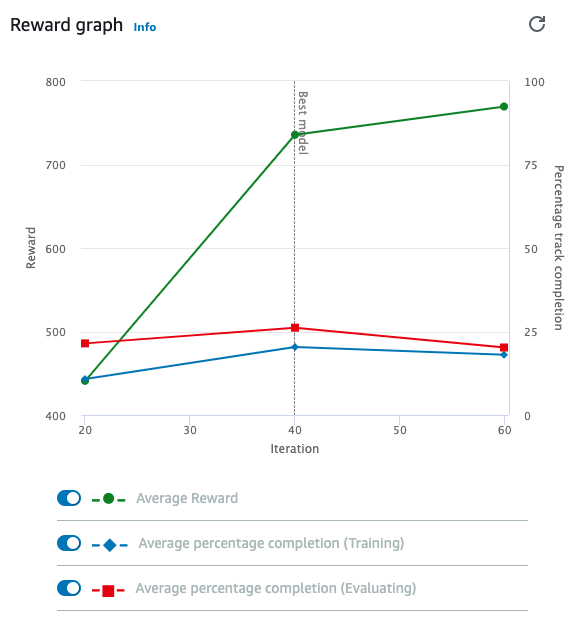 Reward graph Info
800
700
600
500
400
Reward
100
75
50
25
0
Percentage track completion
Best model
20 30 40 50 60
Iteration
Average Reward
Average percentage completion (Training)
Average percentage completion (Evaluating)